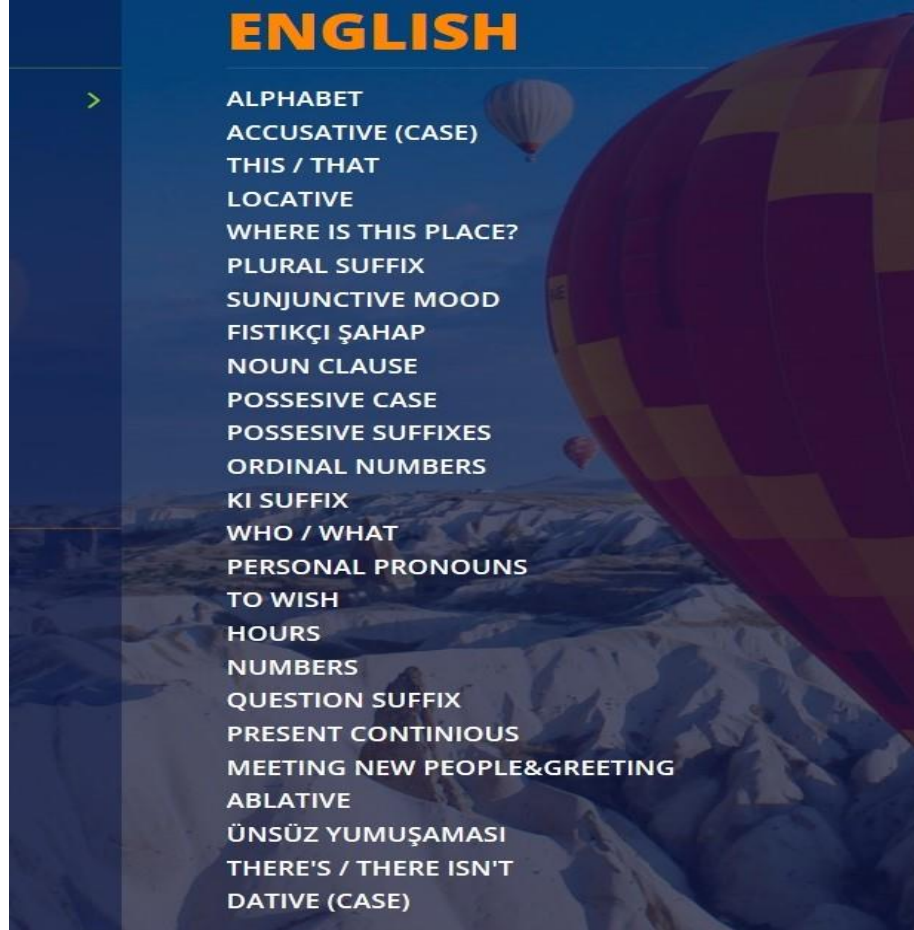 ENGLISH
ALPHABET
ACCUSATIVE (CASE)
THIS / THAT
LOCATIVE
WHERE IS THIS PLACE?
PLURAL SUFFIX
SUNJUNCTIVE MOOD
FISTIKÇI ŞAHAP
NOUN CLAUSE
POSSESIVE CASE
POSSESIVE SUFFIXES
ORDINAL NUMBERS
KI SUFFIX
WHO / WHAT
PERSONAL PRONOUNS
TO WISH
HOURS
NUMBERS
QUESTION SUFFIX
PRESENT CONTINIOUS
MEETING NEW PEOPLE&GREETING
ABLATIVE
ÜNSÜZ YUMUŞAMASI
THERE'S / THERE ISN'T
DATIVE (CASE)